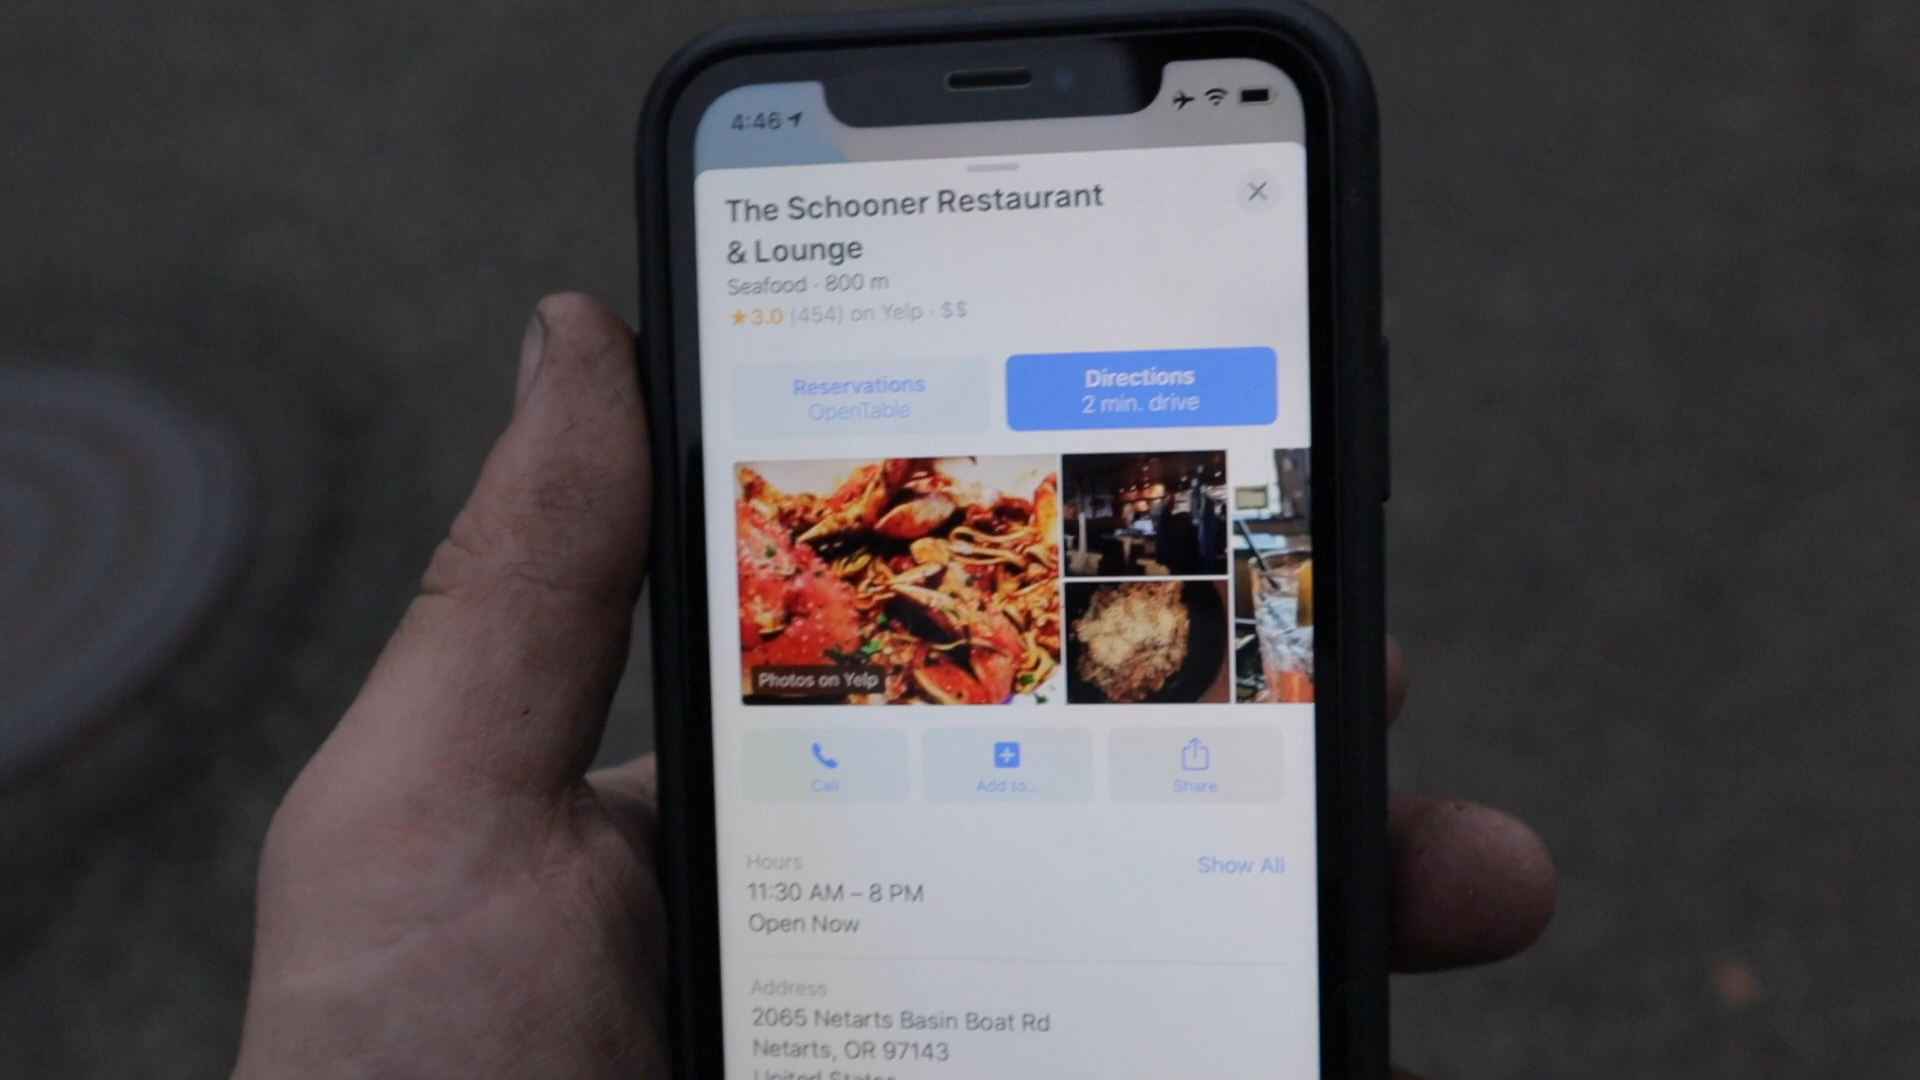 4:46
The Schooner Restaurant
& Lounge
Seafood · 800 m
★3.0 (454) on Yelp · $$
Reservations
OpenTable
Directions
2 min. drive
Photos on Yelp
Call
Add to...
Share
Hours
Show All
11:30 AM – 8 PM
Open Now
Address
2065 Netarts Basin Boat Rd
Netarts, OR 97143
United States